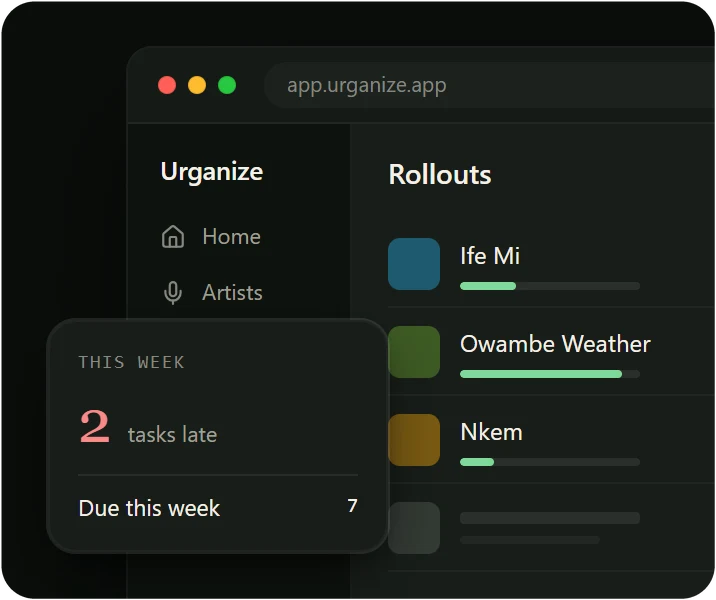 app.urganize.app
Urganize
Home
Artists
Rollouts
Ife Mi
Owambe Weather
Nkem
THIS WEEK
2 tasks late
Due this week 7